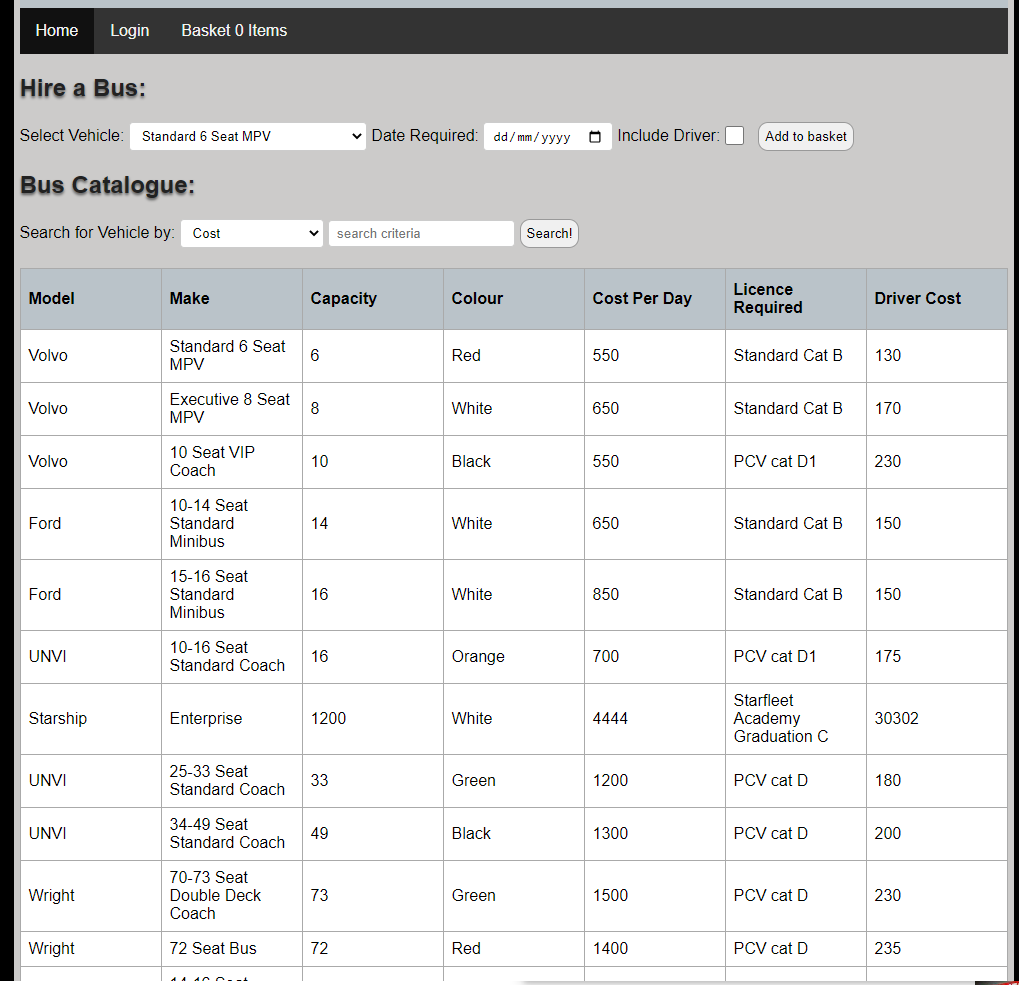 Home Login Basket 0 Items
Hire a Bus:
Select Vehicle: Standard 6 Seat MPV Date Required: dd/mm/yyyy Include Driver: Add to basket
Bus Catalogue:
Search for Vehicle by: Cost search criteria Search!
Model Make Capacity Colour Cost Per Day Licence Required Driver Cost
Volvo Standard 6 Seat MPV 6 Red 550 Standard Cat B 130
Volvo Executive 8 Seat MPV 8 White 650 Standard Cat B 170
Volvo 10 Seat VIP Coach 10 Black 550 PCV cat D1 230
Ford 10-14 Seat Standard Minibus 14 White 650 Standard Cat B 150
Ford 15-16 Seat Standard Minibus 16 White 850 Standard Cat B 150
UNVI 10-16 Seat Standard Coach 16 Orange 700 PCV cat D1 175
Starship Enterprise 1200 White 4444 Starfleet Academy Graduation C 30302
UNVI 25-33 Seat Standard Coach 33 Green 1200 PCV cat D 180
UNVI 34-49 Seat Standard Coach 49 Black 1300 PCV cat D 200
Wright 70-73 Seat Double Deck Coach 73 Green 1500 PCV cat D 230
Wright 72 Seat Bus 72 Red 1400 PCV cat D 235